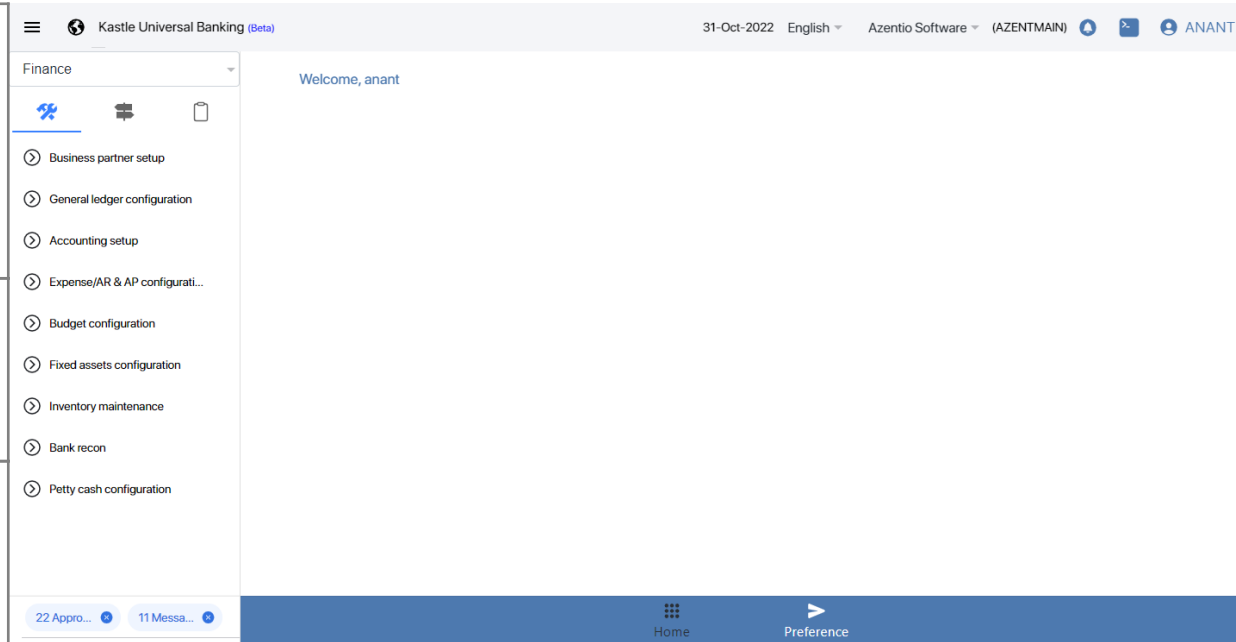 Kastle Universal Banking (Beta)
31-Oct-2022 English Azentio Software (AZENTMAIN) ANANT
Finance
Welcome, anant
Business partner setup
General ledger configuration
Accounting setup
Expense/AR & AP configurati...
Budget configuration
Fixed assets configuration
Inventory maintenance
Bank recon
Petty cash configuration
22 Appro... 11 Messa...
Home Preference